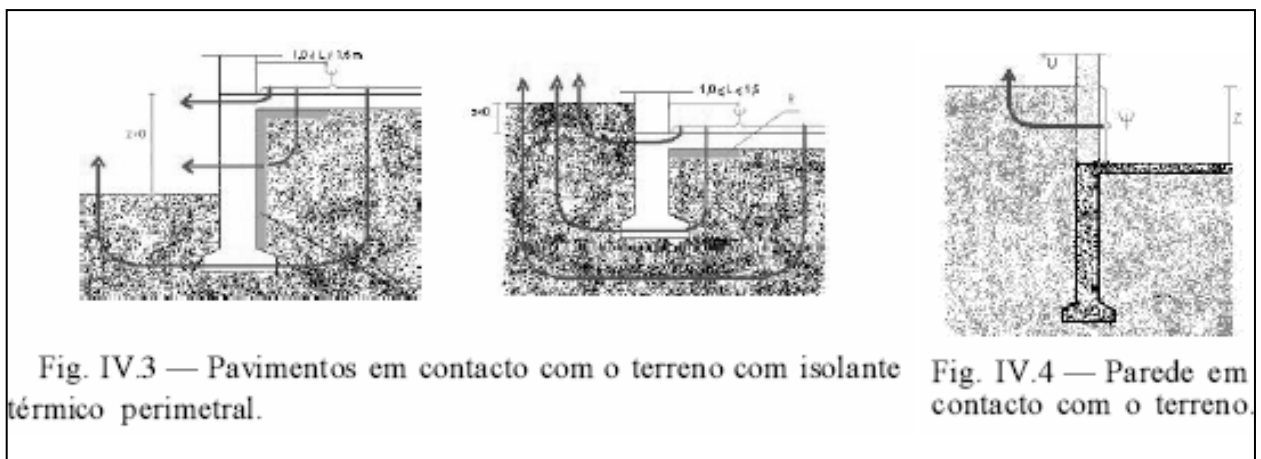 1,0 ≤ L ≤ 1,5 m
ψ
z>0
1,0 ≤ L ≤ 1,5
ψ
R
z<0
U
ψ
Z
Fig. IV.3 — Pavimentos em contacto com o terreno com isolante
térmico perimetral.
Fig. IV.4 — Parede em
contacto com o terreno.